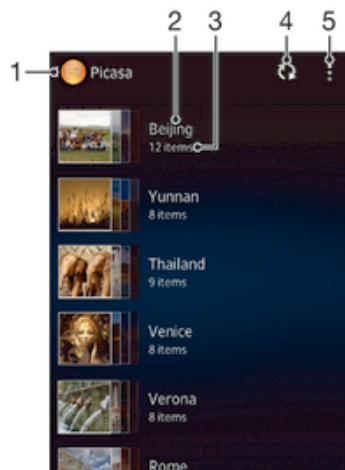 2 3 4 5
1 Picasa
Beijing
12 items
Yunnan
8 items
Thailand
9 items
Venice
8 items
Verona
8 items
Rome